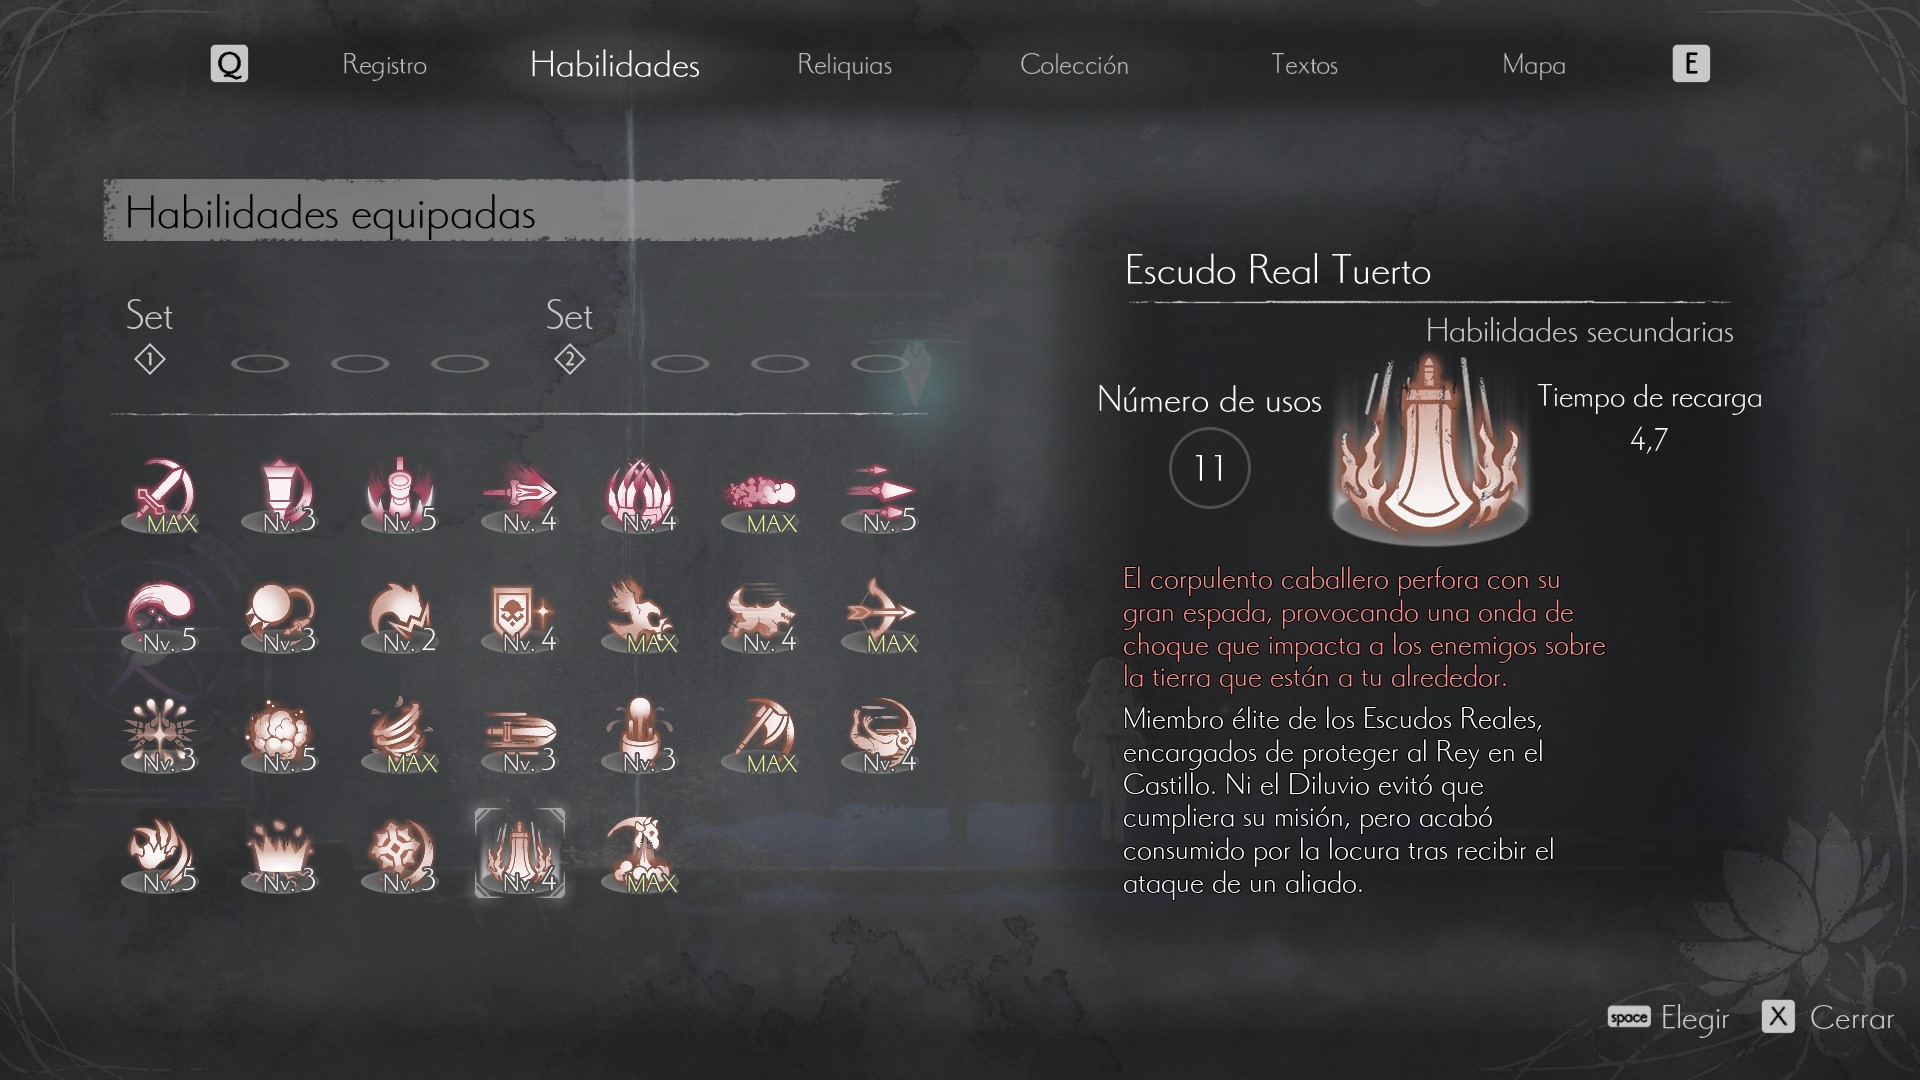 Q Registro Habilidades Reliquias Colección Textos Mapa E
Habilidades equipadas
Set Set
1 2
MAX Nv. 3 Nv. 5 Nv. 4 Nv. 4 MAX Nv. 5
Nv. 5 Nv. 3 Nv. 2 Nv. 4 MAX Nv. 4 MAX
Nv. 3 Nv. 5 MAX Nv. 3 Nv. 3 MAX Nv. 4
Nv. 5 Nv. 3 Nv. 3 Nv. 4 MAX
Escudo Real Tuerto
Habilidades secundarias
Número de usos
11
Tiempo de recarga
4,7
El corpulento caballero perfora con su
gran espada, provocando una onda de
choque que impacta a los enemigos sobre
la tierra que están a tu alrededor.
Miembro élite de los Escudos Reales,
encargados de proteger al Rey en el
Castillo. Ni el Diluvio evitó que
cumpliera su misión, pero acabó
consumido por la locura tras recibir el
ataque de un aliado.
space Elegir X Cerrar